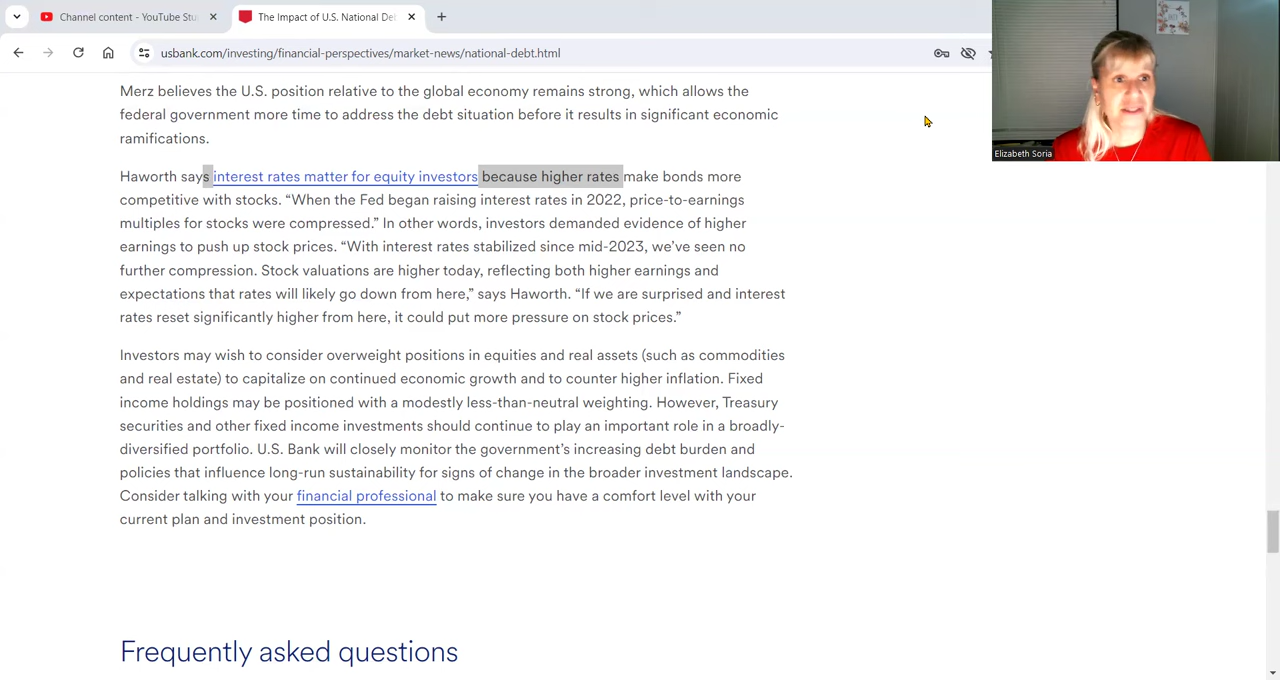 Channel content - YouTube Stu
The Impact of U.S. National De
usbank.com/investing/financial-perspectives/market-news/national-debt.html
Elizabeth Soria
Merz believes the U.S. position relative to the global economy remains strong, which allows the
federal government more time to address the debt situation before it results in significant economic
ramifications.
Haworth says interest rates matter for equity investors because higher rates make bonds more
competitive with stocks. “When the Fed began raising interest rates in 2022, price-to-earnings
multiples for stocks were compressed.” In other words, investors demanded evidence of higher
earnings to push up stock prices. “With interest rates stabilized since mid-2023, we’ve seen no
further compression. Stock valuations are higher today, reflecting both higher earnings and
expectations that rates will likely go down from here,” says Haworth. “If we are surprised and interest
rates reset significantly higher from here, it could put more pressure on stock prices.”
Investors may wish to consider overweight positions in equities and real assets (such as commodities
and real estate) to capitalize on continued economic growth and to counter higher inflation. Fixed
income holdings may be positioned with a modestly less-than-neutral weighting. However, Treasury
securities and other fixed income investments should continue to play an important role in a broadly-
diversified portfolio. U.S. Bank will closely monitor the government’s increasing debt burden and
policies that influence long-run sustainability for signs of change in the broader investment landscape.
Consider talking with your financial professional to make sure you have a comfort level with your
current plan and investment position.
Frequently asked questions